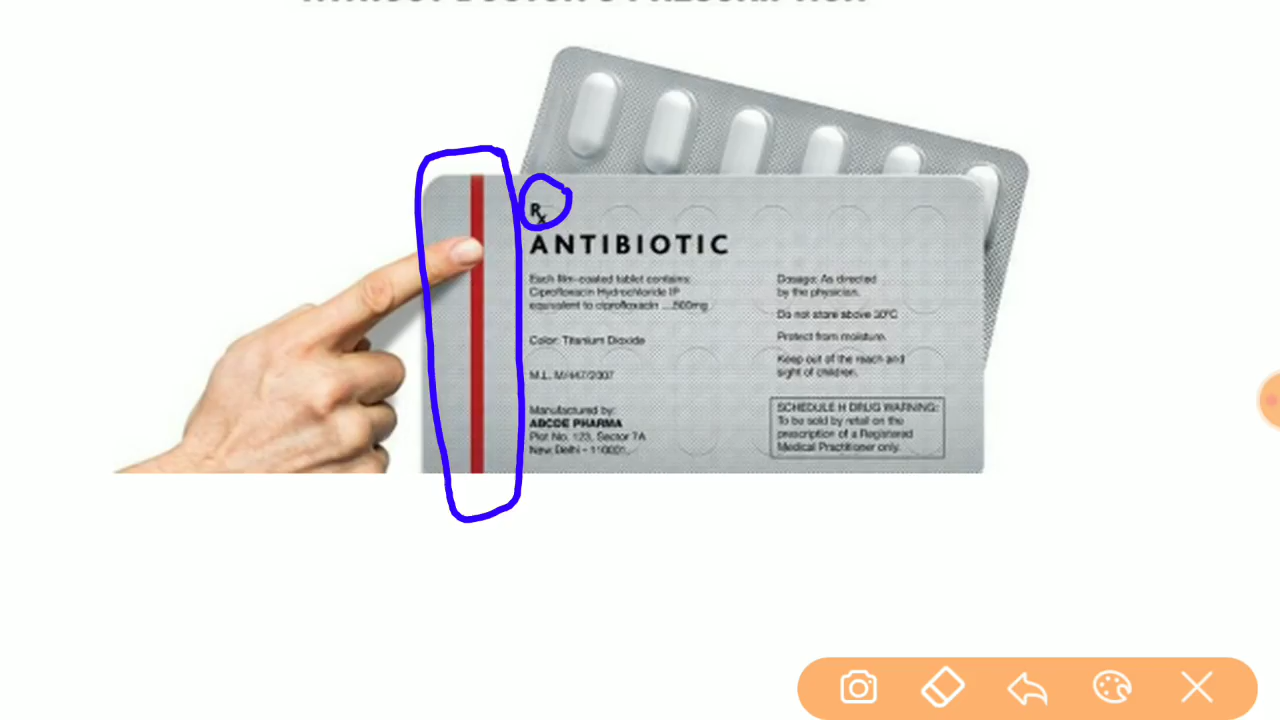 WITHOUT DOCTOR'S PRESCRIPTION
Rx
ANTIBIOTIC
Each film-coated tablet contains:
Ciprofloxacin Hydrochloride IP
equivalent to ciprofloxacin ....500mg
Color: Titanium Dioxide
M.L. M/447/2007
Manufactured by:
ABCDE PHARMA
Plot No. 123, Sector 7A
New Delhi - 110001.
Dosage: As directed
by the physician.
Do not store above 30°C
Protect from moisture.
Keep out of the reach and
sight of children.
SCHEDULE H DRUG WARNING:
To be sold by retail on the
prescription of a Registered
Medical Practitioner only.